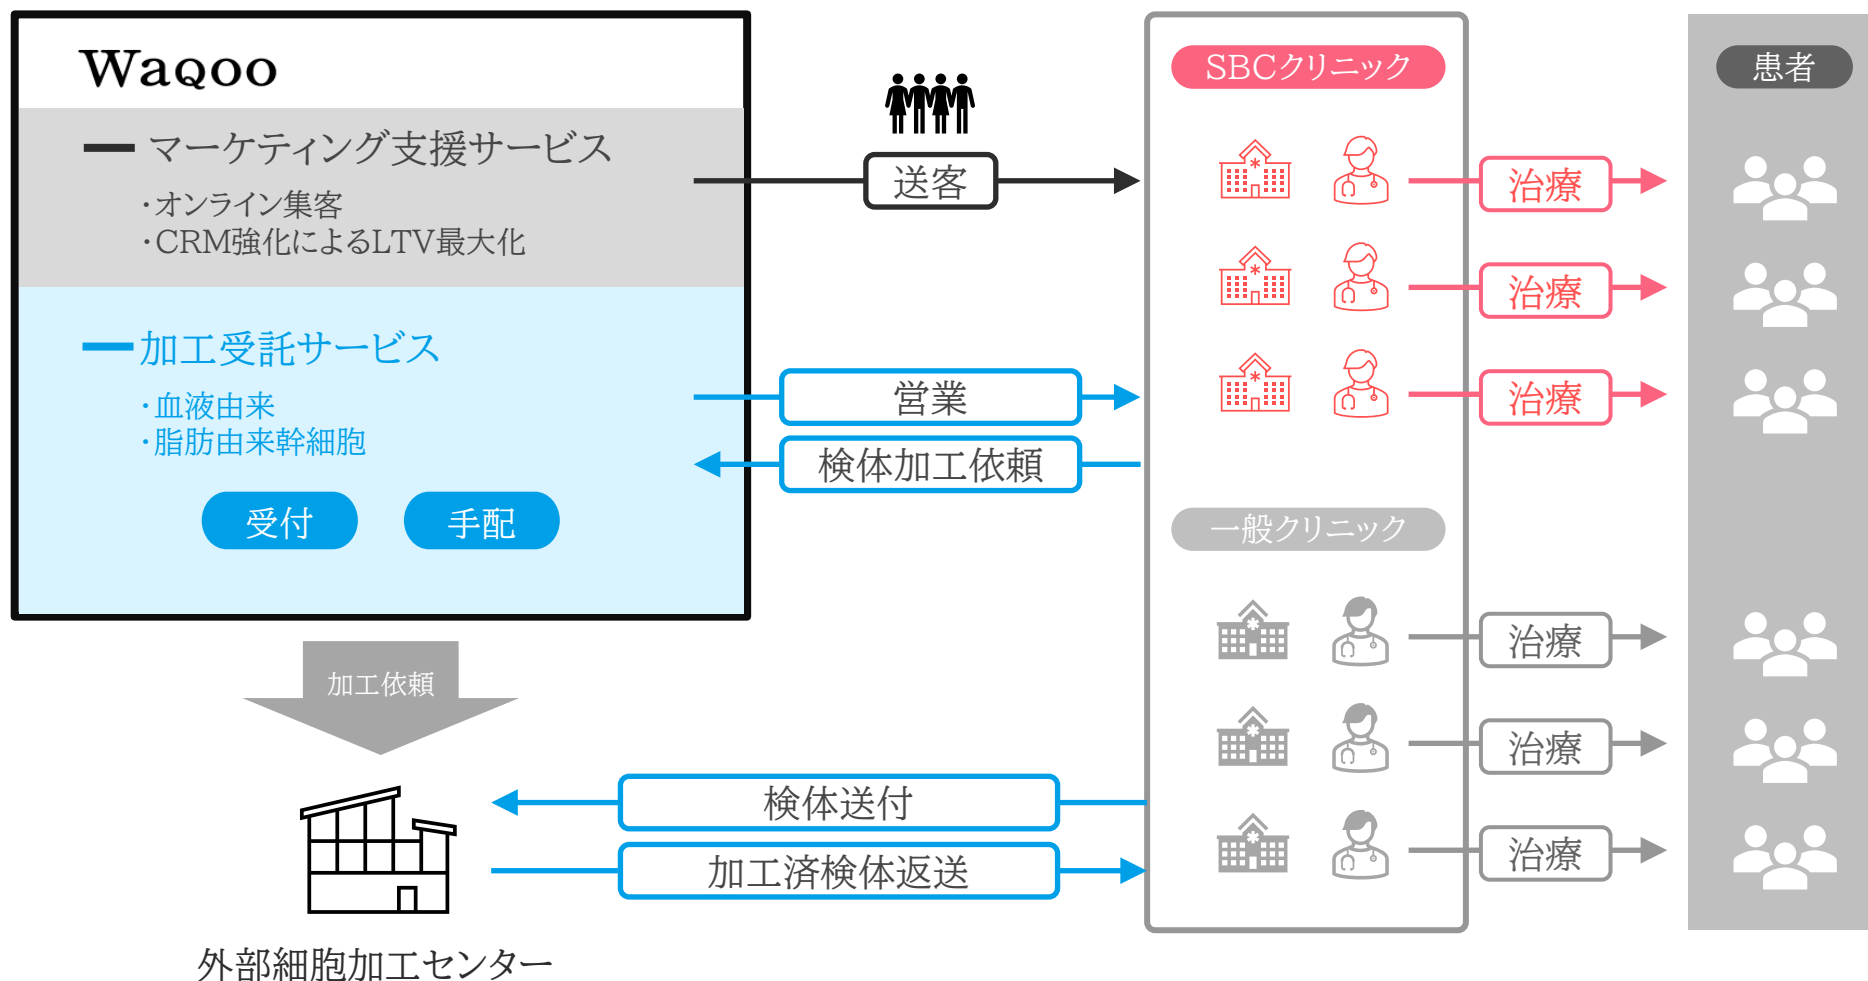 Waqoo
マーケティング支援サービス
・オンライン集客
・CRM強化によるLTV最大化
加工受託サービス
・血液由来
・脂肪由来幹細胞
受付
手配
送客
営業
検体加工依頼
SBCクリニック
治療
治療
治療
一般クリニック
治療
治療
治療
患者
加工依頼
検体送付
加工済検体返送
外部細胞加工センター